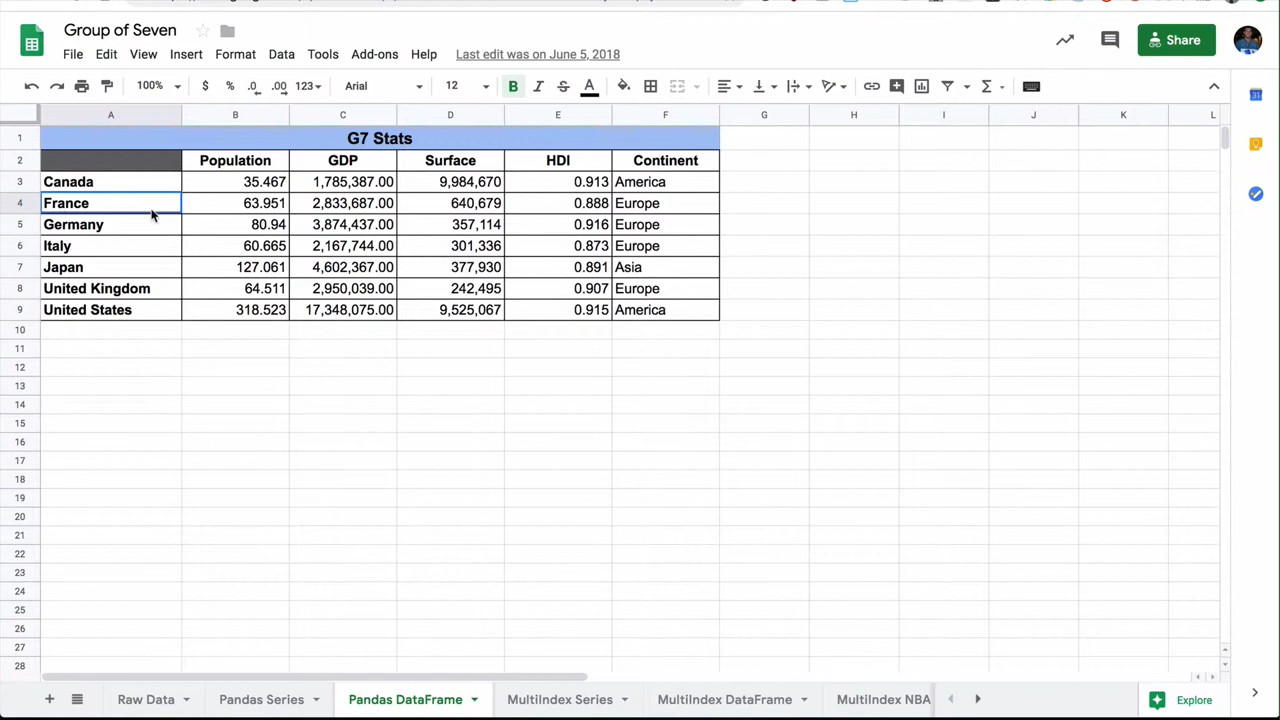 Group of Seven
File Edit View Insert Format Data Tools Add-ons Help Last edit was on June 5, 2018
Share
100% $ % .0 .00 123 Arial 12 B I S A Σ
A B C D E F G H I J K L
1 G7 Stats
2 Population GDP Surface HDI Continent
3 Canada 35.467 1,785,387.00 9,984,670 0.913 America
4 France 63.951 2,833,687.00 640,679 0.888 Europe
5 Germany 80.94 3,874,437.00 357,114 0.916 Europe
6 Italy 60.665 2,167,744.00 301,336 0.873 Europe
7 Japan 127.061 4,602,367.00 377,930 0.891 Asia
8 United Kingdom 64.511 2,950,039.00 242,495 0.907 Europe
9 United States 318.523 17,348,075.00 9,525,067 0.915 America
10
11
12
13
14
15
16
17
18
19
20
21
22
23
24
25
26
27
28
+ Raw Data Pandas Series Pandas DataFrame MultiIndex Series MultiIndex DataFrame MultiIndex NBA Explore